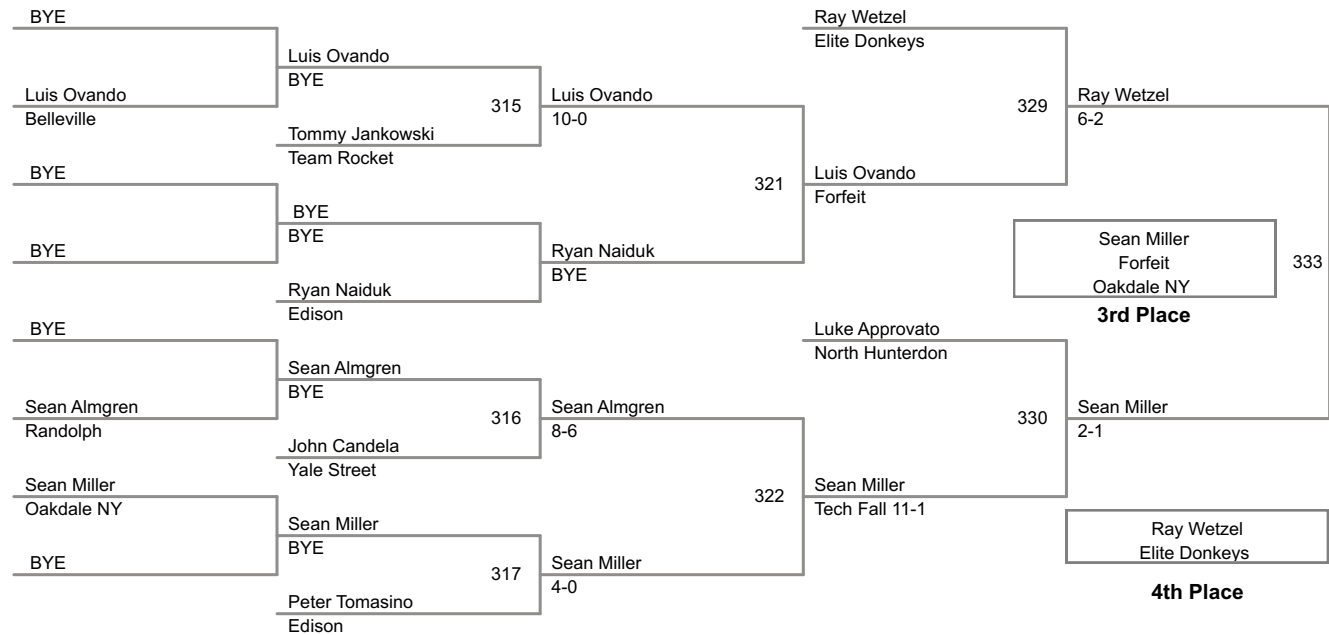 BYE
Luis Ovando
BYE
Luis Ovando
Belleville
315
Tommy Jankowski
Team Rocket
Luis Ovando
10-0
BYE
BYE
BYE
BYE
Ryan Naiduk
Edison
Ryan Naiduk
BYE
321
Ray Wetzel
Elite Donkeys
Luis Ovando
Forfeit
329
Ray Wetzel
6-2
Sean Miller
Forfeit
Oakdale NY
333
3rd Place
BYE
Sean Almgren
BYE
Sean Almgren
Randolph
316
John Candela
Yale Street
Sean Almgren
8-6
Sean Miller
Oakdale NY
Sean Miller
BYE
BYE
317
Peter Tomasino
Edison
Sean Miller
4-0
322
Luke Approvato
North Hunterdon
Sean Miller
Tech Fall 11-1
330
Sean Miller
2-1
Ray Wetzel
Elite Donkeys
4th Place